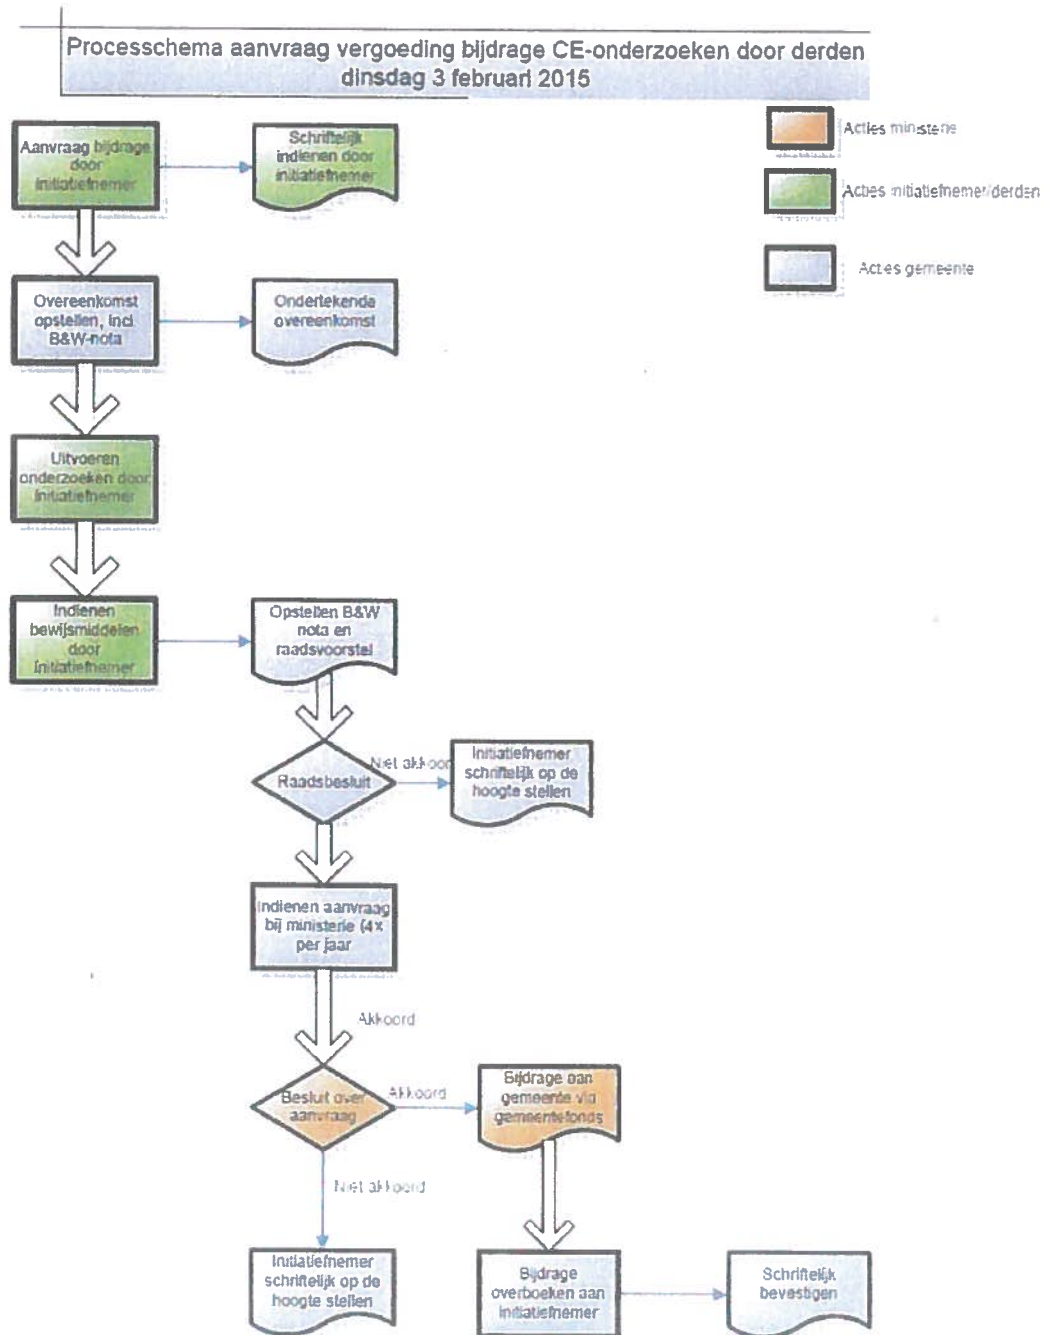 Processchema aanvraag vergoeding bijdrage CE-onderzoeken door derden
dinsdag 3 februari 2015
Acties ministerie
Acties initiatiefnemer/derden
Acties gemeente
Aanvraag bijdrage
door
initiatiefnemer
Schriftelijk
indienen door
initiatiefnemer
Overeenkomst
opstellen, incl
B&W-nota
Ondertekende
overeenkomst
Uitvoeren
onderzoeken door
initiatiefnemer
Indienen
bewijsmiddelen
door
initiatiefnemer
Opstellen B&W
nota en
raadsvoorstel
Raadsbesluit
Niet akkoor
Initiatiefnemer
schriftelijk op de
hoogte stellen
Indienen aanvraag
bij ministerie (4x
per jaar
Akkoord
Besluit over
aanvraag
Akkoord
Bijdrage aan
gemeente via
gemeentefonds
Niet akkoord
Initiatiefnemer
schriftelijk op de
hoogte stellen
Bijdrage
overboeken aan
initiatiefnemer
Schriftelijk
bevestigen